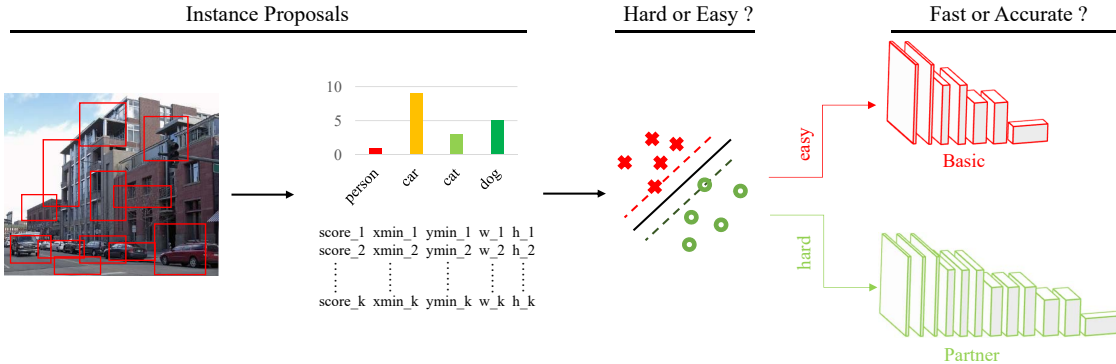 Instance Proposals
Hard or Easy ?
Fast or Accurate ?
10
5
0
person car cat dog
score_1 xmin_1 ymin_1 w_1 h_1
score_2 xmin_2 ymin_2 w_2 h_2
score_k xmin_k ymin_k w_k h_k
easy
hard
Basic
Partner